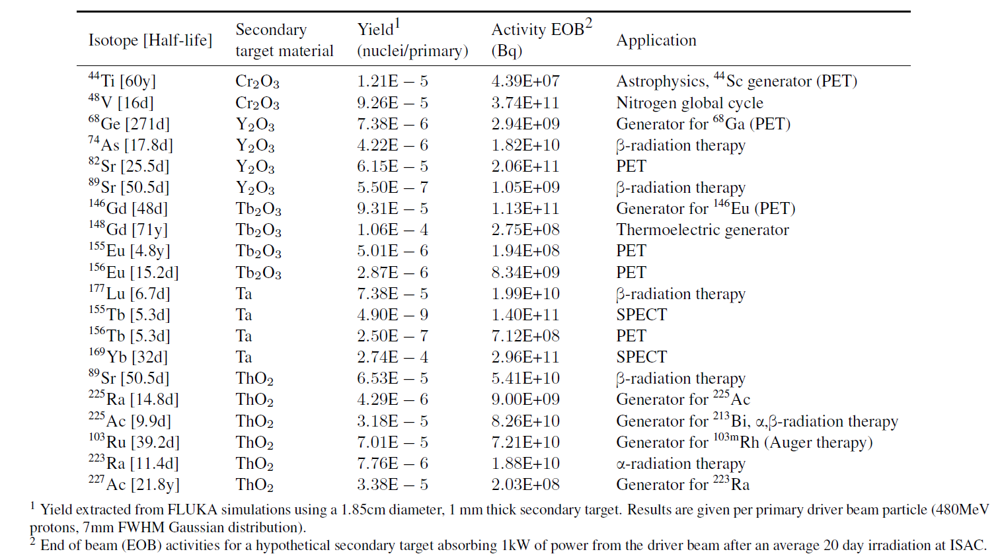 Isotope [Half-life] Secondary target material Yield¹ (nuclei/primary) Activity EOB² (Bq) Application
⁴⁴Ti [60y] Cr₂O₃ 1.21E − 5 4.39E+07 Astrophysics, ⁴⁴Sc generator (PET)
⁴⁸V [16d] Cr₂O₃ 9.26E − 5 3.74E+11 Nitrogen global cycle
⁶⁸Ge [271d] Y₂O₃ 7.38E − 6 2.94E+09 Generator for ⁶⁸Ga (PET)
⁷⁴As [17.8d] Y₂O₃ 4.22E − 6 1.82E+10 β-radiation therapy
⁸²Sr [25.5d] Y₂O₃ 6.15E − 5 2.06E+11 PET
⁸⁹Sr [50.5d] Y₂O₃ 5.50E − 7 1.05E+09 β-radiation therapy
¹⁴⁶Gd [48d] Tb₂O₃ 9.31E − 5 1.13E+11 Generator for ¹⁴⁶Eu (PET)
¹⁴⁸Gd [71y] Tb₂O₃ 1.06E − 4 2.75E+08 Thermoelectric generator
¹⁵⁵Eu [4.8y] Tb₂O₃ 5.01E − 6 1.94E+08 PET
¹⁵⁶Eu [15.2d] Tb₂O₃ 2.87E − 6 8.34E+09 PET
¹⁷⁷Lu [6.7d] Ta 7.38E − 5 1.99E+10 β-radiation therapy
¹⁵⁵Tb [5.3d] Ta 4.90E − 9 1.40E+11 SPECT
¹⁵⁶Tb [5.3d] Ta 2.50E − 7 7.12E+08 PET
¹⁶⁹Yb [32d] Ta 2.74E − 4 2.96E+11 SPECT
⁸⁹Sr [50.5d] ThO₂ 6.53E − 5 5.41E+10 β-radiation therapy
²²⁵Ra [14.8d] ThO₂ 4.29E − 6 9.00E+09 Generator for ²²⁵Ac
²²⁵Ac [9.9d] ThO₂ 3.18E − 5 8.26E+10 Generator for ²¹³Bi, α,β-radiation therapy
¹⁰³Ru [39.2d] ThO₂ 7.01E − 5 7.21E+10 Generator for ¹⁰³ᵐRh (Auger therapy)
²²³Ra [11.4d] ThO₂ 7.76E − 6 1.88E+10 α-radiation therapy
²²⁷Ac [21.8y] ThO₂ 3.38E − 5 2.03E+08 Generator for ²²³Ra
¹ Yield extracted from FLUKA simulations using a 1.85cm diameter, 1 mm thick secondary target. Results are given per primary driver beam particle (480MeV
protons, 7mm FWHM Gaussian distribution).
² End of beam (EOB) activities for a hypothetical secondary target absorbing 1kW of power from the driver beam after an average 20 day irradiation at ISAC.